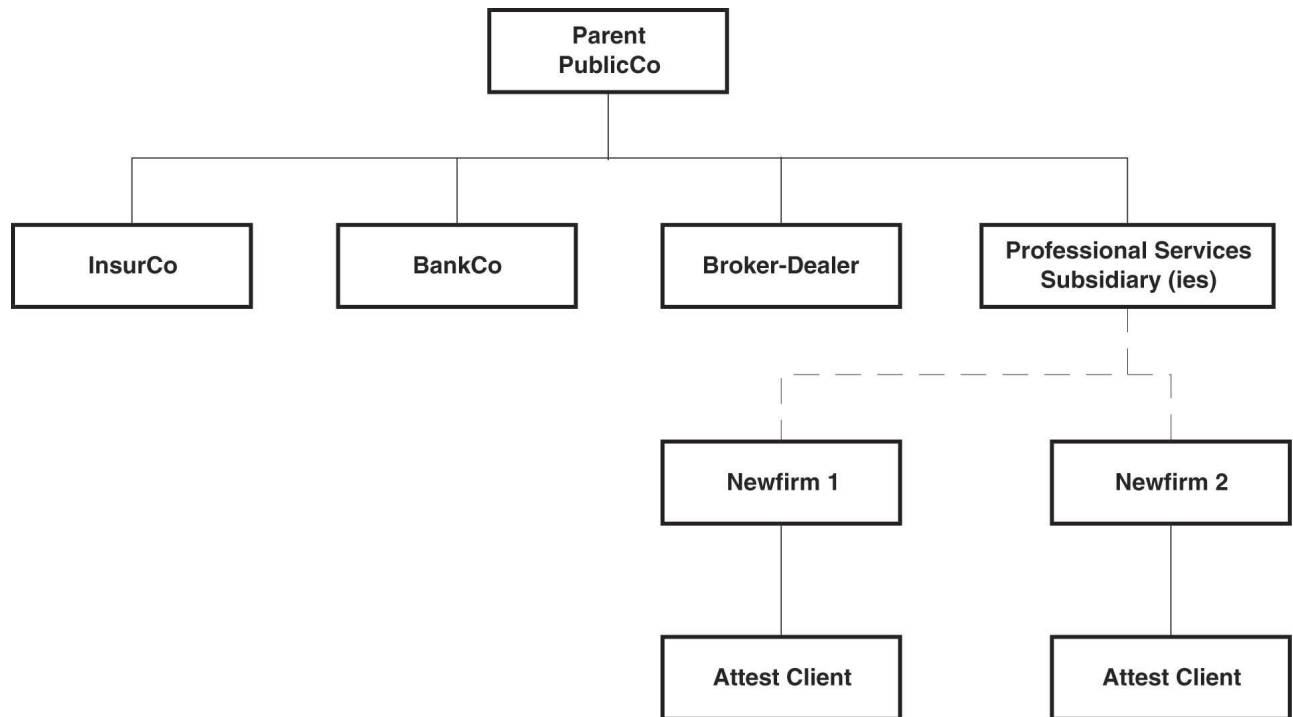 Parent
PublicCo
InsurCo
BankCo
Broker-Dealer
Professional Services
Subsidiary (ies)
Newfirm 1
Newfirm 2
Attest Client
Attest Client